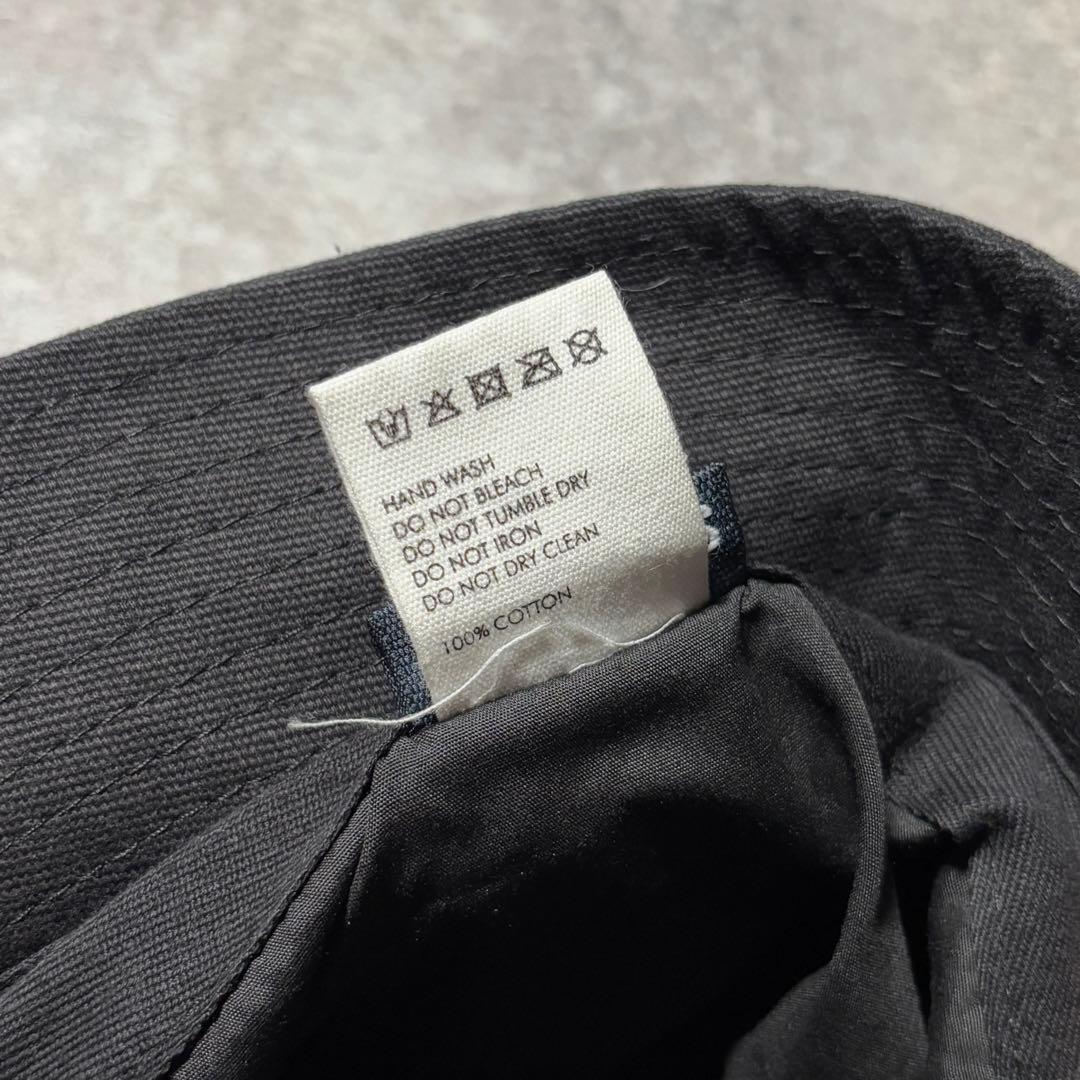 HAND WASH
DO NOT BLEACH
DO NOT TUMBLE DRY
DO NOT IRON
DO NOT DRY CLEAN
100% COTTON